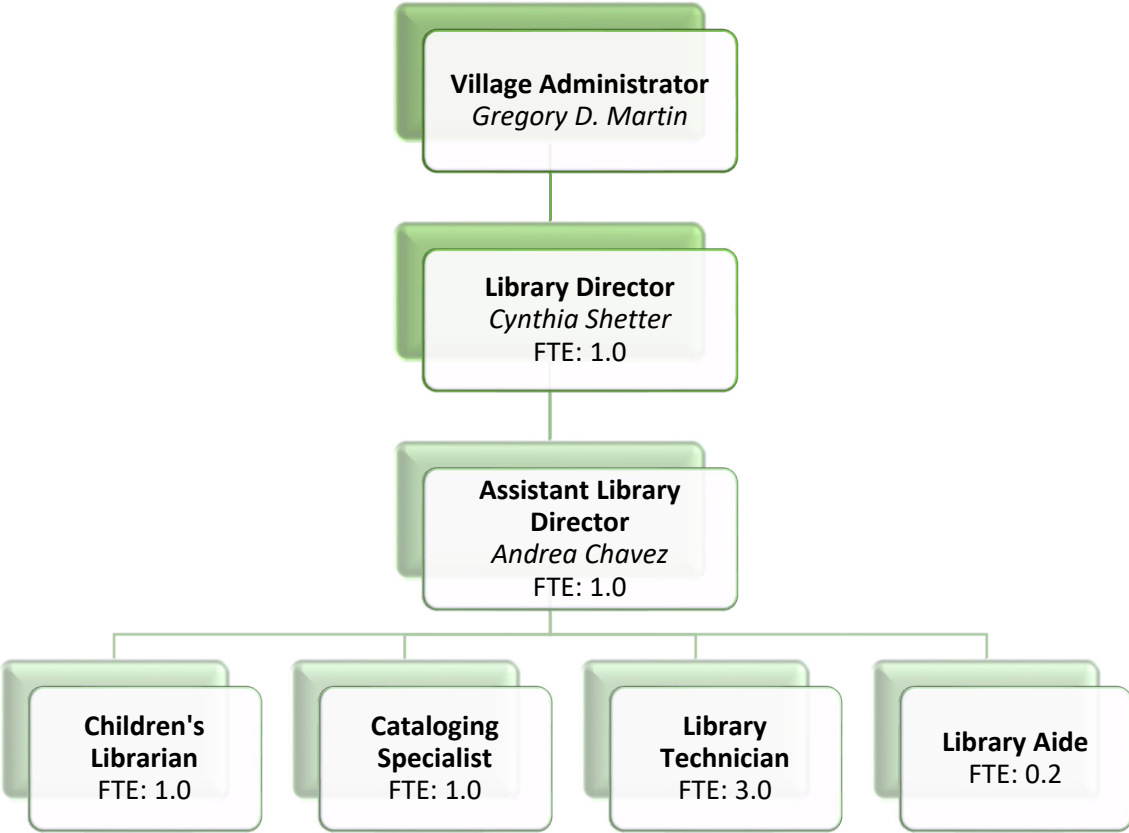 Village Administrator
Gregory D. Martin
Library Director
Cynthia Shetter
FTE: 1.0
Assistant Library
Director
Andrea Chavez
FTE: 1.0
Children's
Librarian
FTE: 1.0
Cataloging
Specialist
FTE: 1.0
Library
Technician
FTE: 3.0
Library Aide
FTE: 0.2